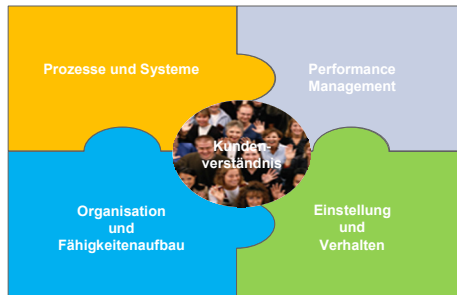 Prozesse und Systeme
Performance
Management
Kunden-
verständnis
Organisation
und
Fähigkeitenaufbau
Einstellung
und
Verhalten